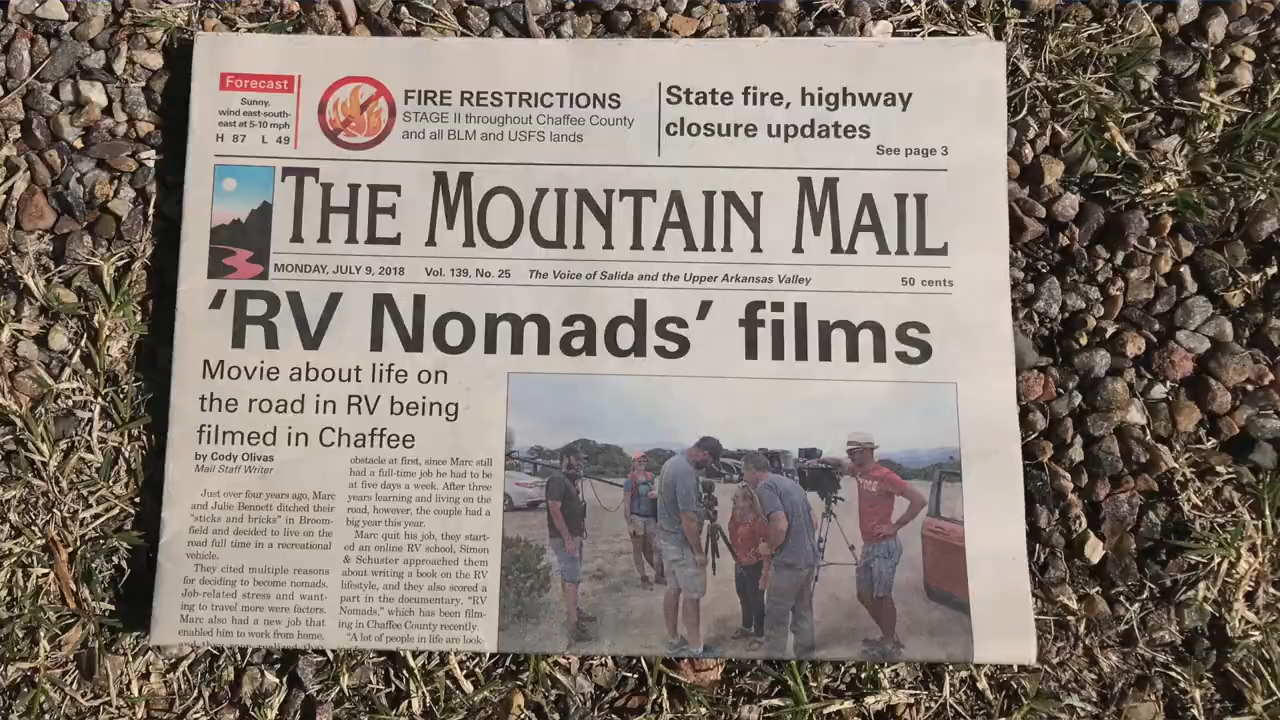 Forecast
Sunny,
wind east-south-
east at 5-10 mph
H 87 L 49
FIRE RESTRICTIONS
STAGE II throughout Chaffee County
and all BLM and USFS lands
State fire, highway
closure updates
See page 3
THE MOUNTAIN MAIL
MONDAY, JULY 9, 2018 Vol. 139, No. 25 The Voice of Salida and the Upper Arkansas Valley 50 cents
'RV Nomads' films
Movie about life on
the road in RV being
filmed in Chaffee
by Cody Olivas
Mail Staff Writer
Just over four years ago, Marc
and Julie Bennett ditched their
"sticks and bricks" in Broom-
field and decided to live on the
road full time in a recreational
vehicle.
They cited multiple reasons
for deciding to become nomads.
Job-related stress and want-
ing to travel more were factors.
Marc also had a new job that
enabled him to work from home,
obstacle at first, since Marc still
had a full-time job he had to be
at five days a week. After three
years learning and living on the
road, however, the couple had a
big year this year.
Marc quit his job, they start-
ed an online RV school, Simon
& Schuster approached them
about writing a book on the RV
lifestyle, and they also scored a
part in the documentary, "RV
Nomads," which has been film-
ing in Chaffee County recently.
"A lot of people in life are look-